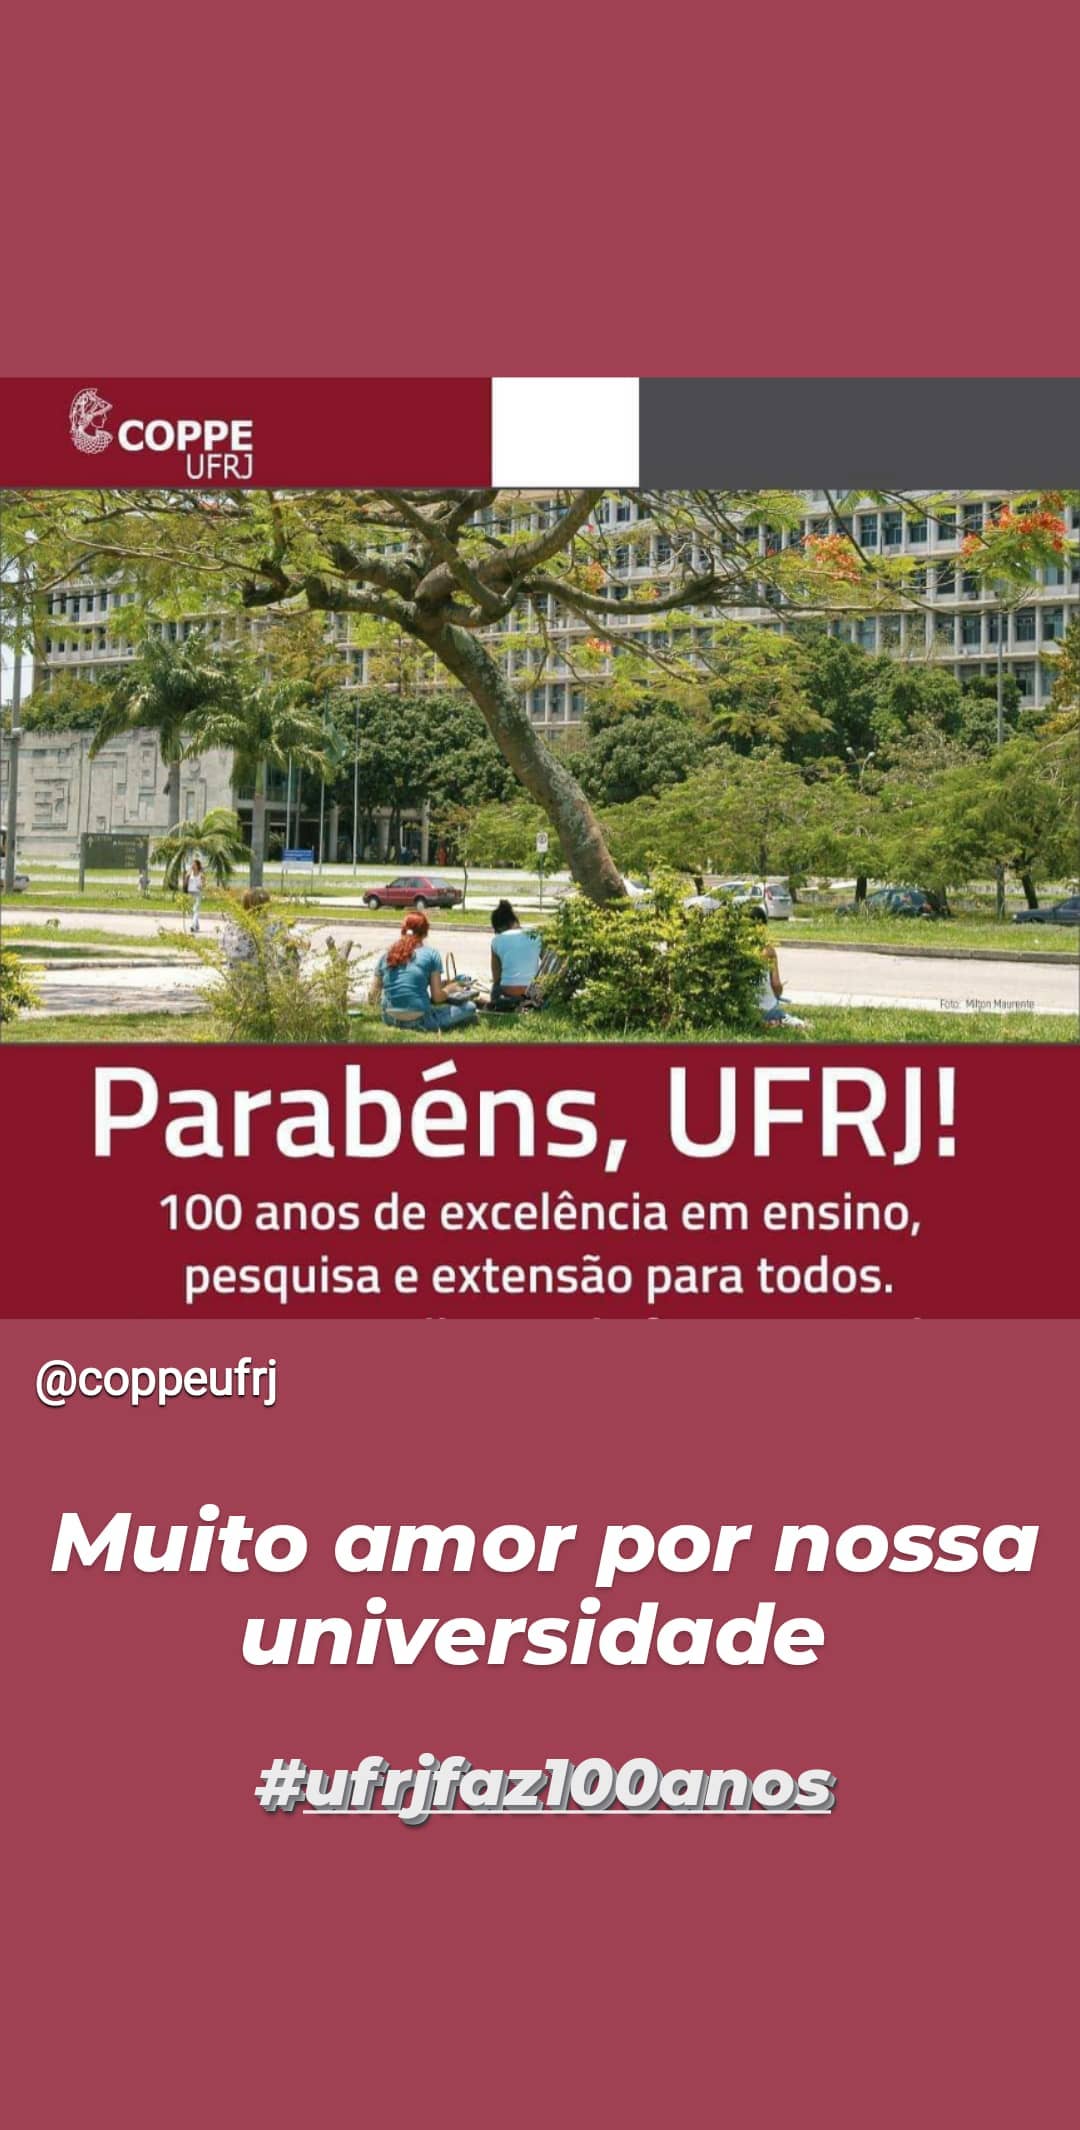 COPPE
UFRJ
Foto: Milton Maurente
Parabéns, UFRJ!
100 anos de excelência em ensino,
pesquisa e extensão para todos.
@coppeufrj
Muito amor por nossa
universidade
#ufrjfaz100anos